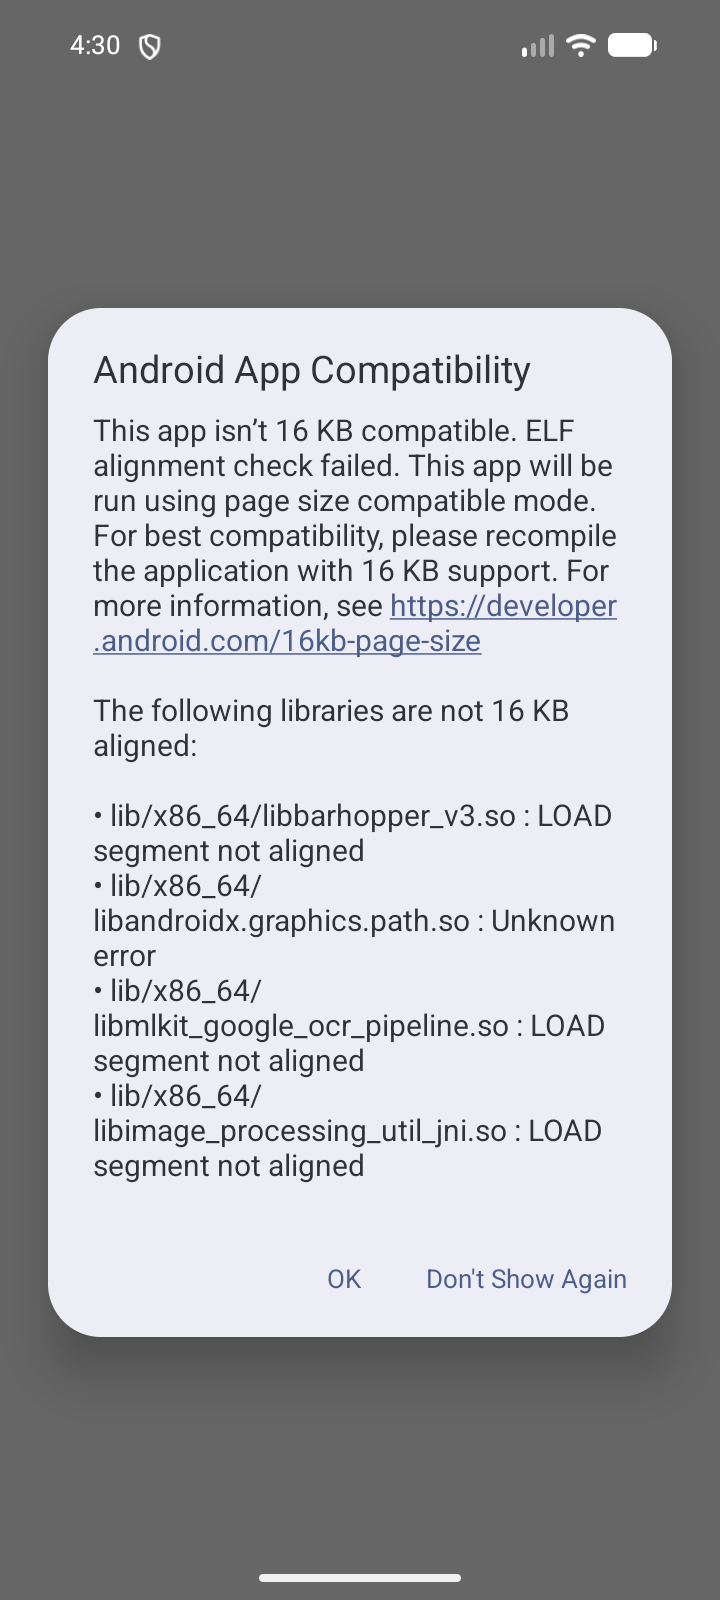 4:30
Android App Compatibility
This app isn’t 16 KB compatible. ELF
alignment check failed. This app will be
run using page size compatible mode.
For best compatibility, please recompile
the application with 16 KB support. For
more information, see https://developer
.android.com/16kb-page-size
The following libraries are not 16 KB
aligned:
• lib/x86_64/libbarhopper_v3.so : LOAD
segment not aligned
• lib/x86_64/
libandroidx.graphics.path.so : Unknown
error
• lib/x86_64/
libmlkit_google_ocr_pipeline.so : LOAD
segment not aligned
• lib/x86_64/
libimage_processing_util_jni.so : LOAD
segment not aligned
OK Don't Show Again